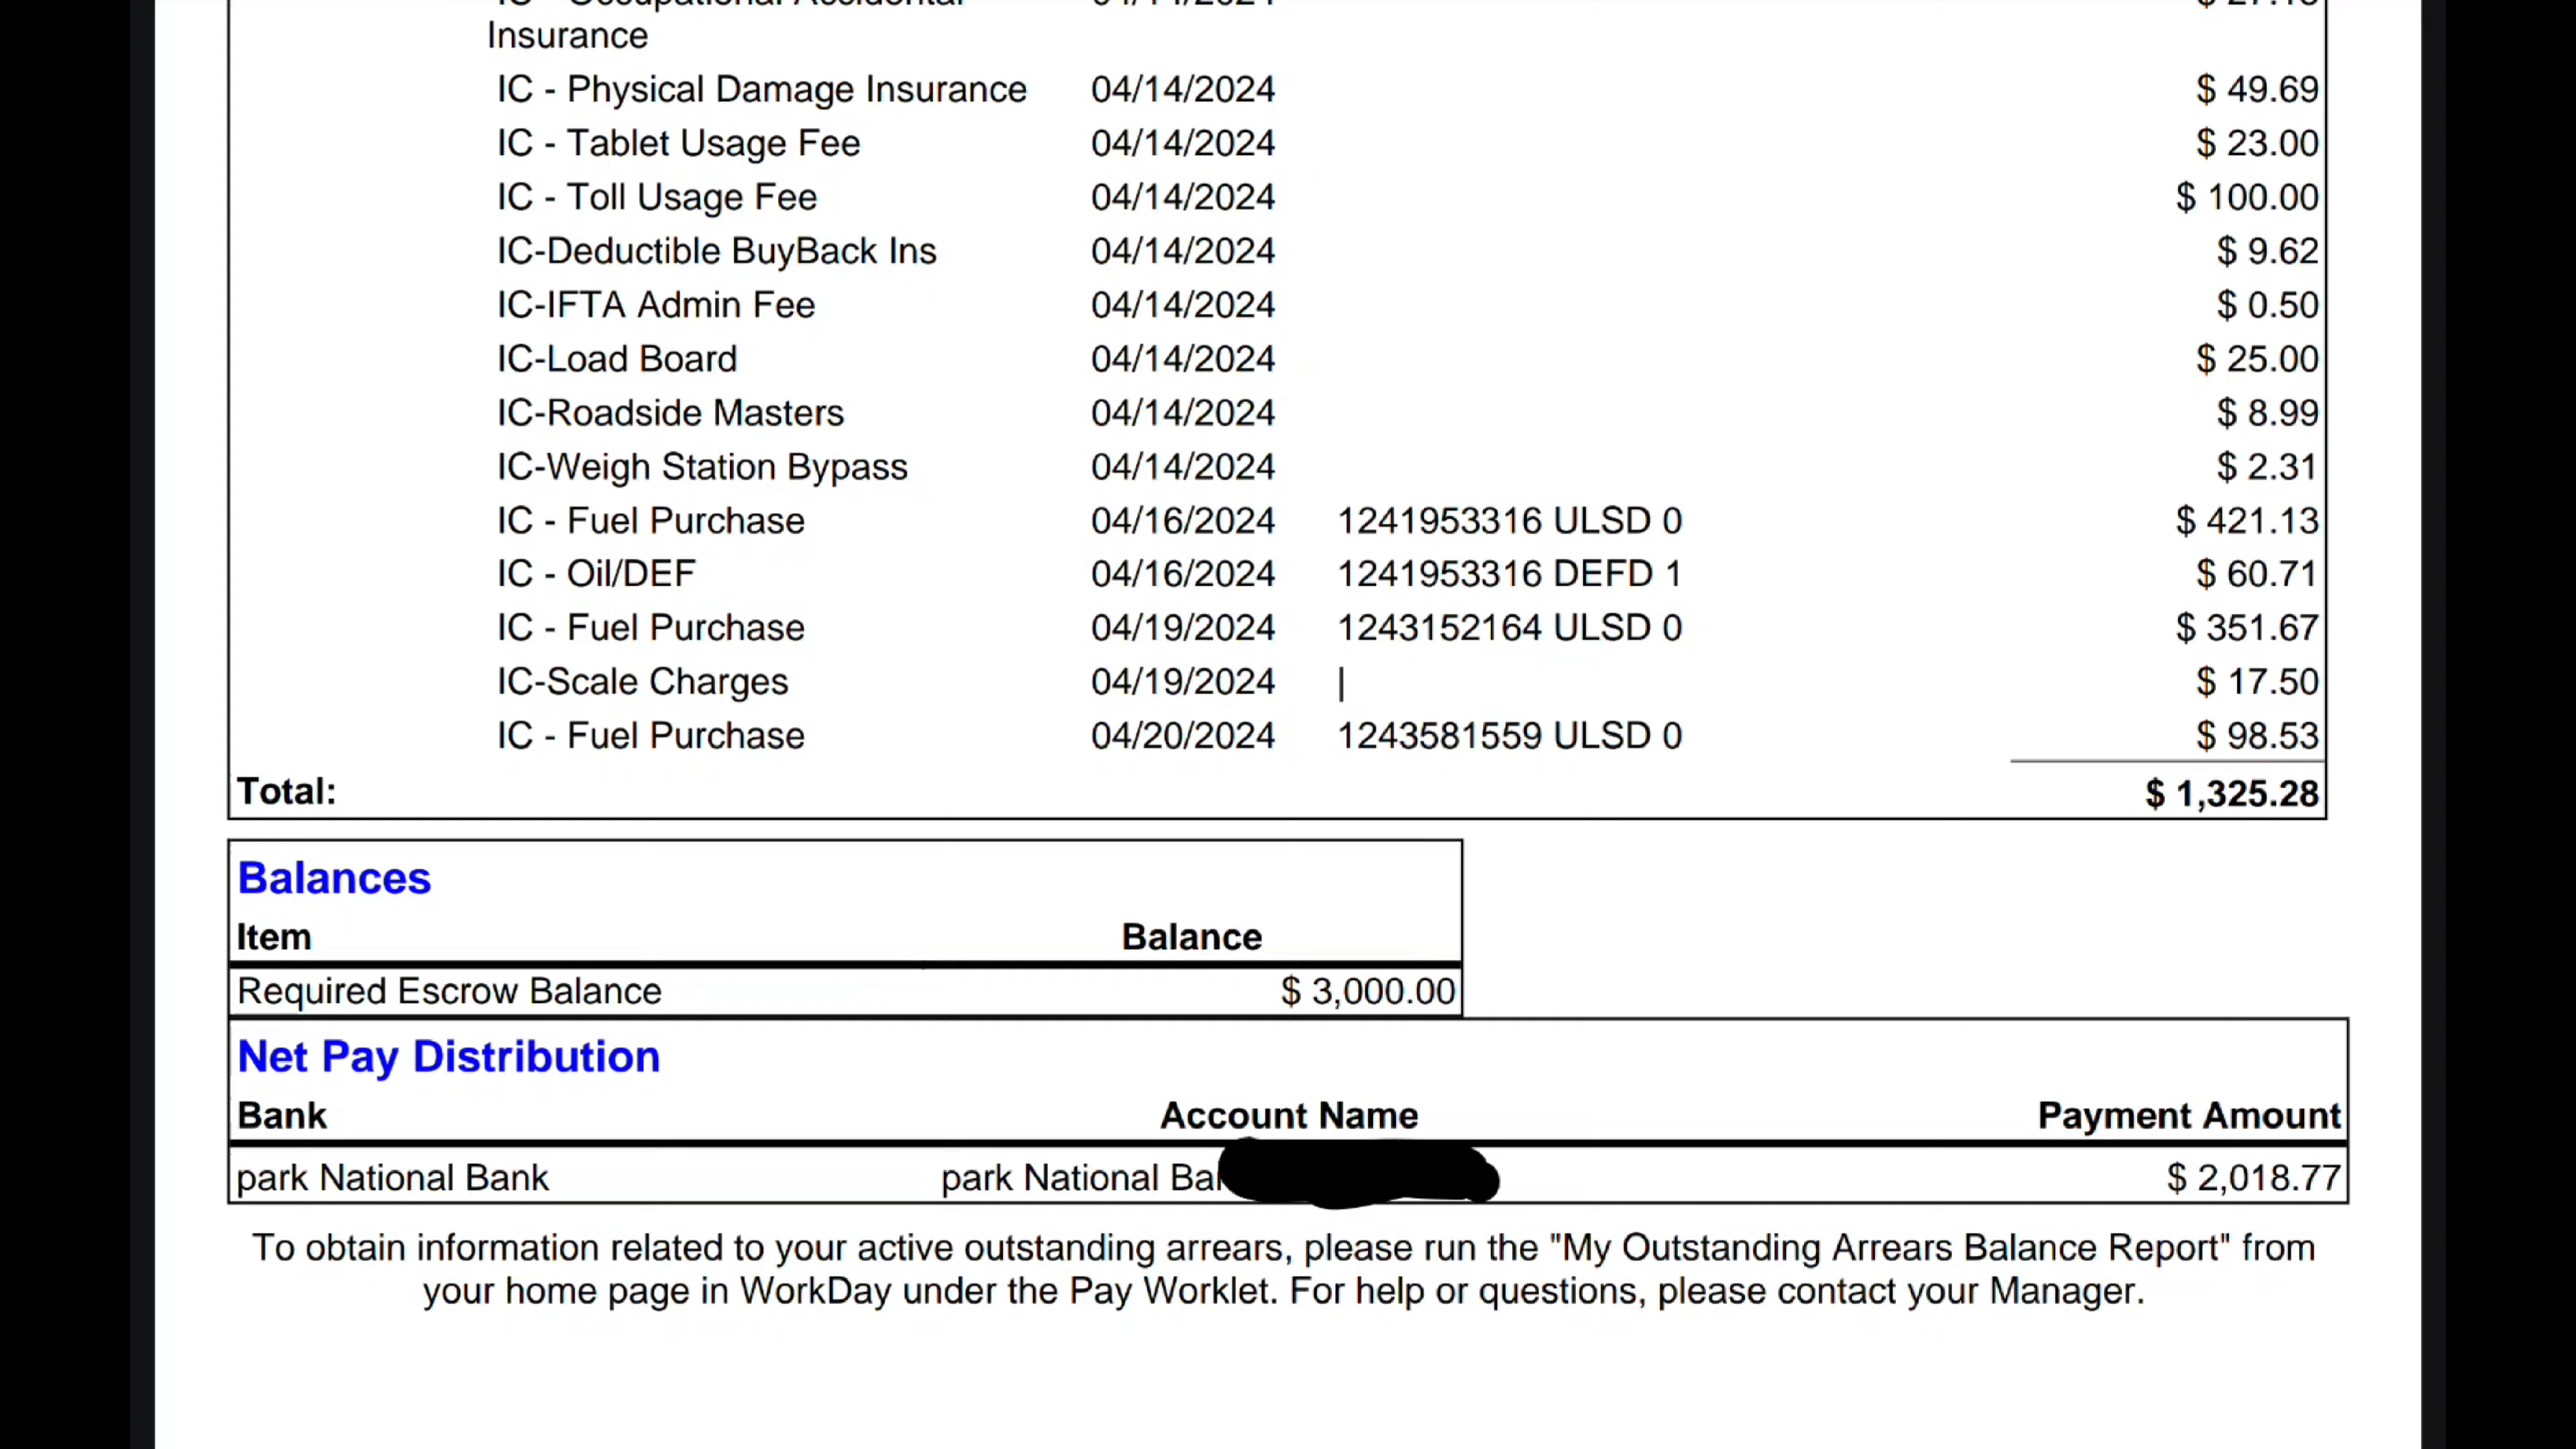 Insurance
IC - Physical Damage Insurance 04/14/2024 $ 49.69
IC - Tablet Usage Fee 04/14/2024 $ 23.00
IC - Toll Usage Fee 04/14/2024 $ 100.00
IC-Deductible BuyBack Ins 04/14/2024 $ 9.62
IC-IFTA Admin Fee 04/14/2024 $ 0.50
IC-Load Board 04/14/2024 $ 25.00
IC-Roadside Masters 04/14/2024 $ 8.99
IC-Weigh Station Bypass 04/14/2024 $ 2.31
IC - Fuel Purchase 04/16/2024 1241953316 ULSD 0 $ 421.13
IC - Oil/DEF 04/16/2024 1241953316 DEFD 1 $ 60.71
IC - Fuel Purchase 04/19/2024 1243152164 ULSD 0 $ 351.67
IC-Scale Charges 04/19/2024 | $ 17.50
IC - Fuel Purchase 04/20/2024 1243581559 ULSD 0 $ 98.53
Total: $ 1,325.28
Balances
Item Balance
Required Escrow Balance $ 3,000.00
Net Pay Distribution
Bank Account Name Payment Amount
park National Bank park National $ 2,018.77
To obtain information related to your active outstanding arrears, please run the "My Outstanding Arrears Balance Report" from
your home page in WorkDay under the Pay Worklet. For help or questions, please contact your Manager.